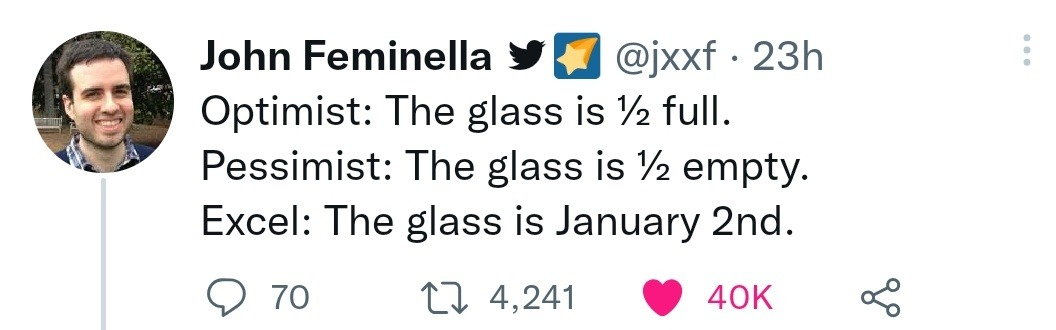 John Feminella @jxxf · 23h
Optimist: The glass is ½ full.
Pessimist: The glass is ½ empty.
Excel: The glass is January 2nd.
70 4,241 40K